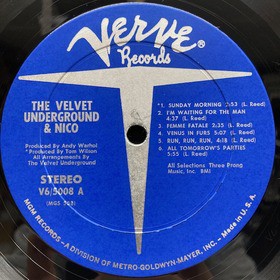 Verve®
Records
THE VELVET
UNDERGROUND
& NICO
Produced By Andy Warhol
* Produced By Tom Wilson
All Arrangements By
The Velvet Underground
STEREO
V6/5008 A
*1. SUNDAY MORNING 2:53 (L. Reed)
2. I'M WAITING FOR THE MAN
4:37 (L. Reed)
3. FEMME FATALE 2:35 (L. Reed)
4. VENUS IN FURS 5:07 (L. Reed)
5. RUN, RUN, RUN, 4:18 (L. Reed)
6. ALL TOMORROW'S PARTIES
5:55 (L. Reed)
All Selections Three Prong
Music, Inc. BMI
MGM RECORDS—A DIVISION OF METRO-GOLDWYN-MAYER, INC.—Made in U.S.A.